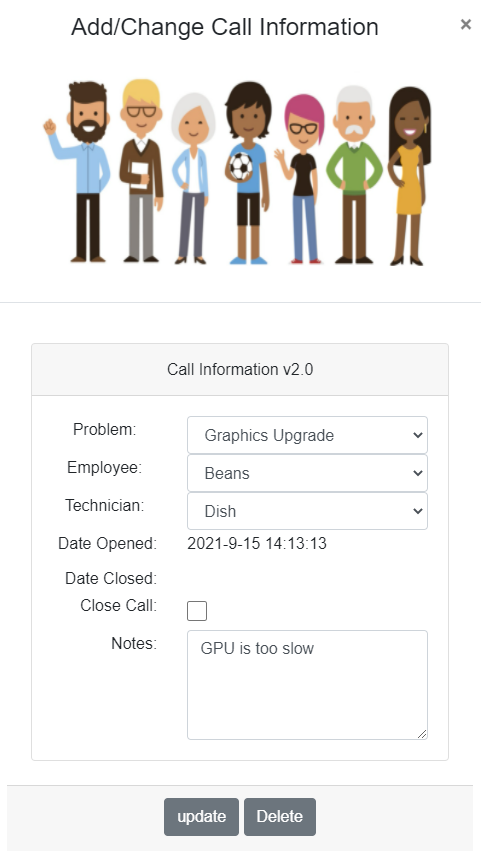 Add/Change Call Information ×
Call Information v2.0
Problem: Graphics Upgrade
Employee: Beans
Technician: Dish
Date Opened: 2021-9-15 14:13:13
Date Closed:
Close Call:
Notes: GPU is too slow
update Delete